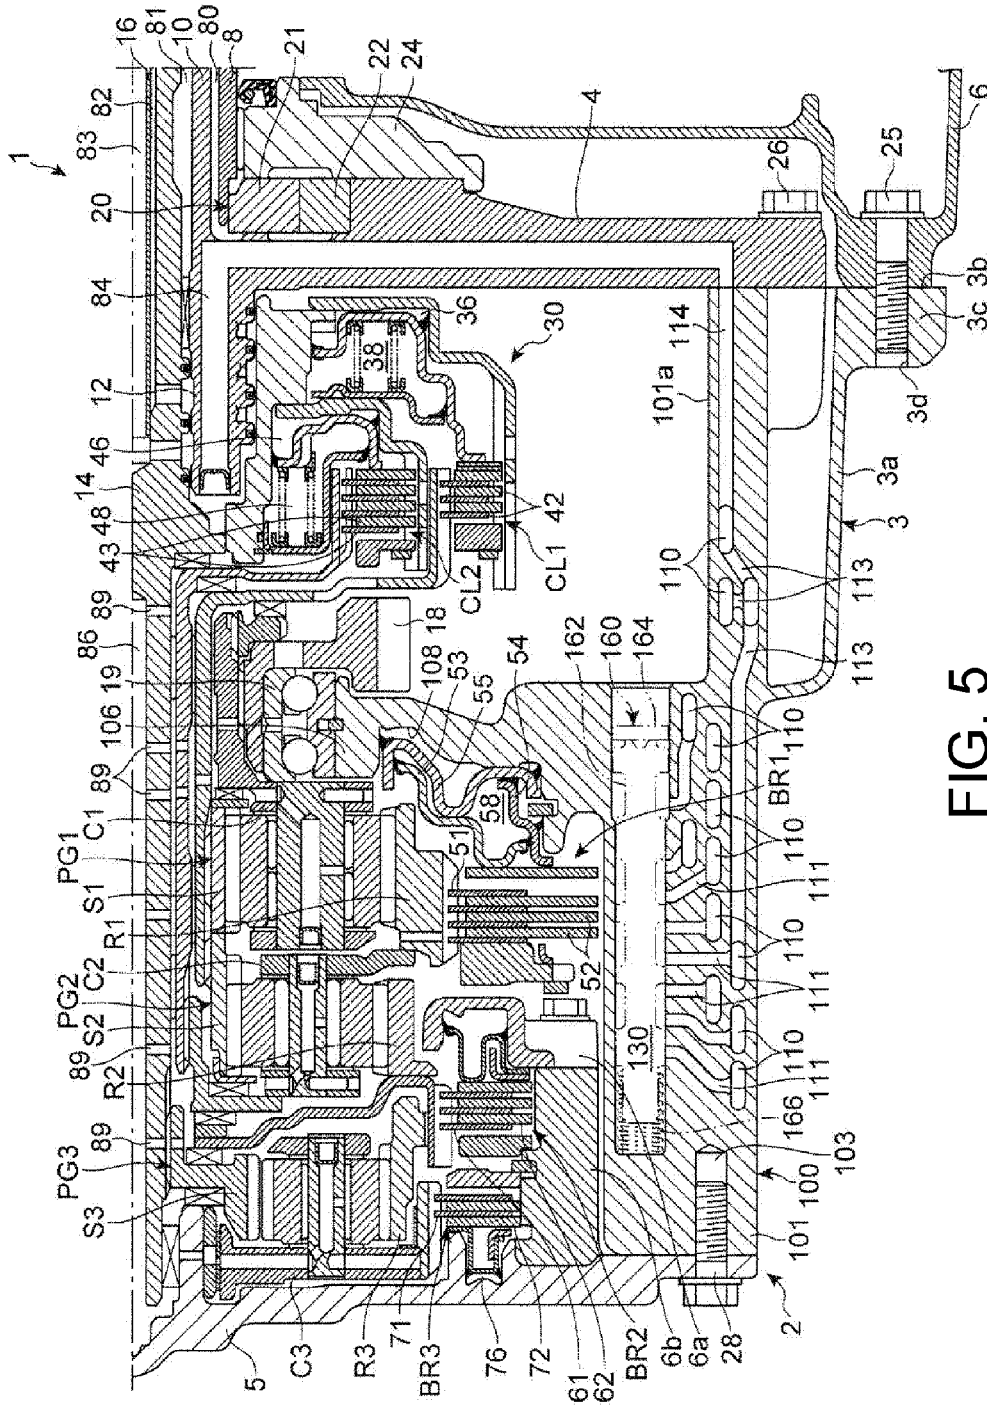 1
16
81
10
80
8
21
22
24
82
83
20
84
12
46
14
48
43
89
86
19
106
89
C1
PG1
S1
R1
C2
PG2
S2
89
R2
89
PG3
S3
4
26
6
25
3b
3c
3d
36
38
30
114
101a
3a
3
42
CL1
CL2
110
113
113
18
108
53
55
54
162
160
164
110
51
58
BR1
110
52
111
110
130
111
110
111
166
103
100
101
2
28
6a
6b
BR2
62
61
72
76
BR3
71
R3
C3
5
FIG. 5